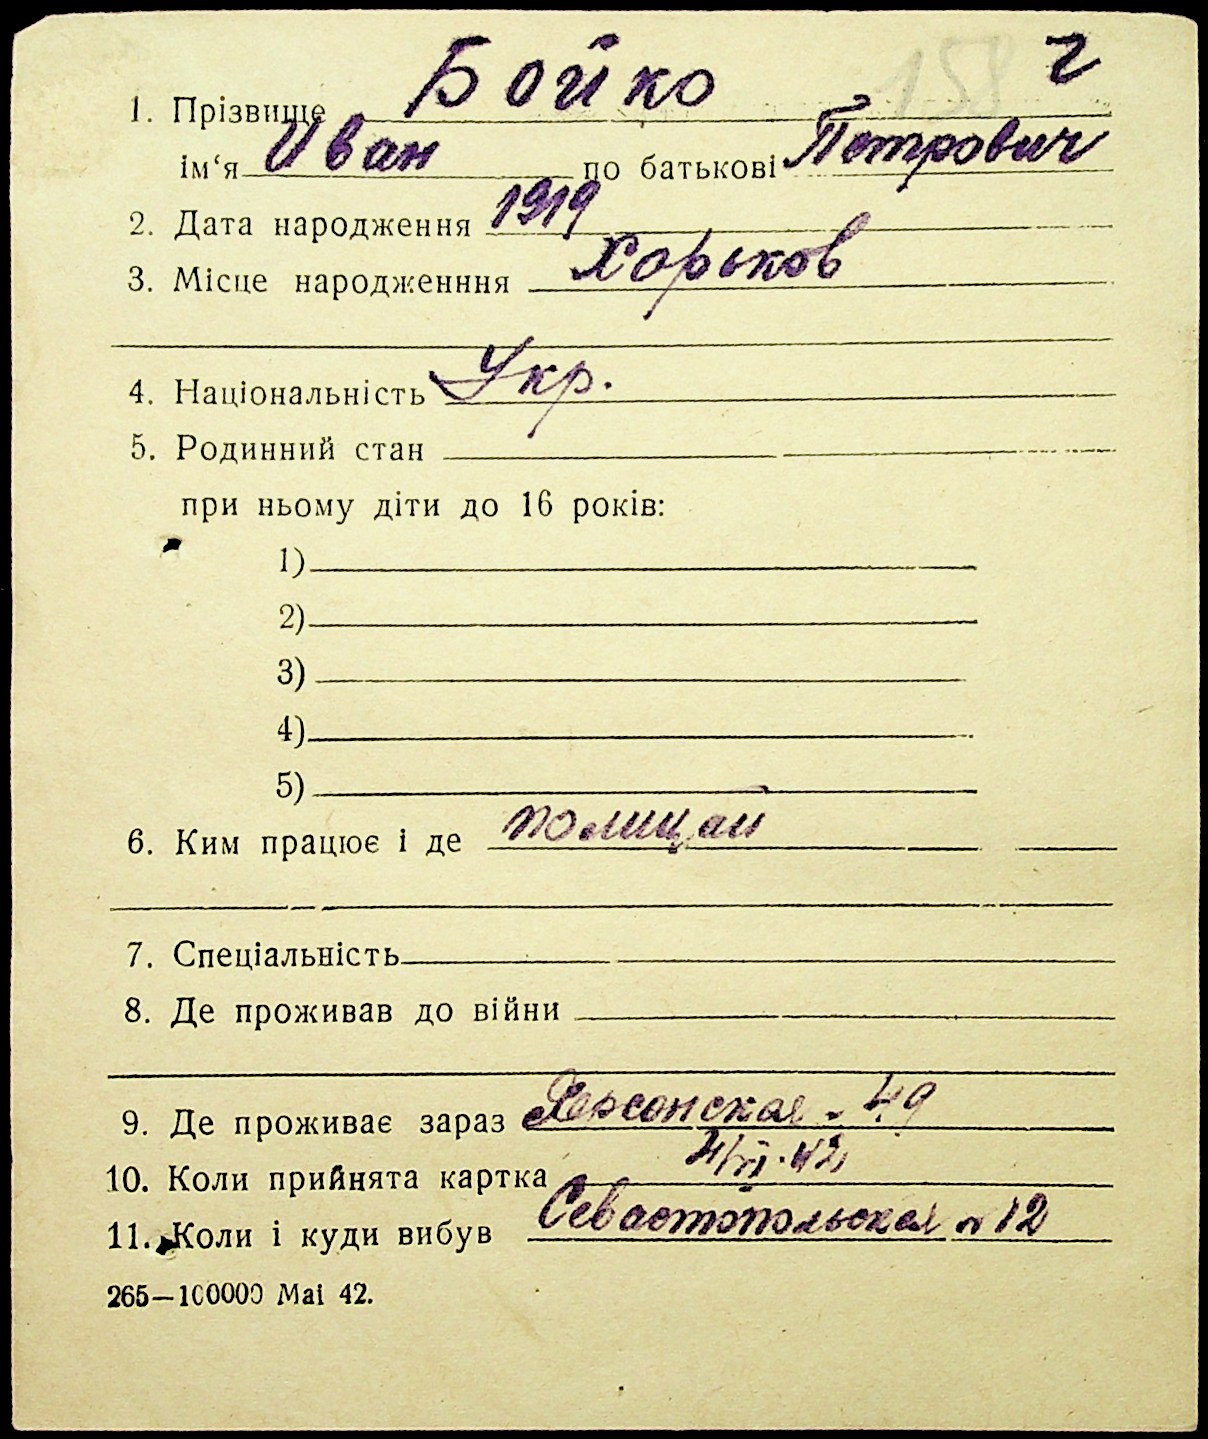 158 2
1. Прізвище Бойко
ім‘я Иван по батькові Петрович
2. Дата народження 1919
3. Місце народженння Харьков
4. Національність Укр.
5. Родинний стан
при ньому діти до 16 років:
1)
2)
3)
4)
5)
6. Ким працює і де полицай
7. Спеціальність
8. Де проживав до війни
9. Де проживає зараз Херсонская 49
10. Коли прийнята картка
11. Коли і куди вибув Севастопольская № 12
265—100000 Mai 42.